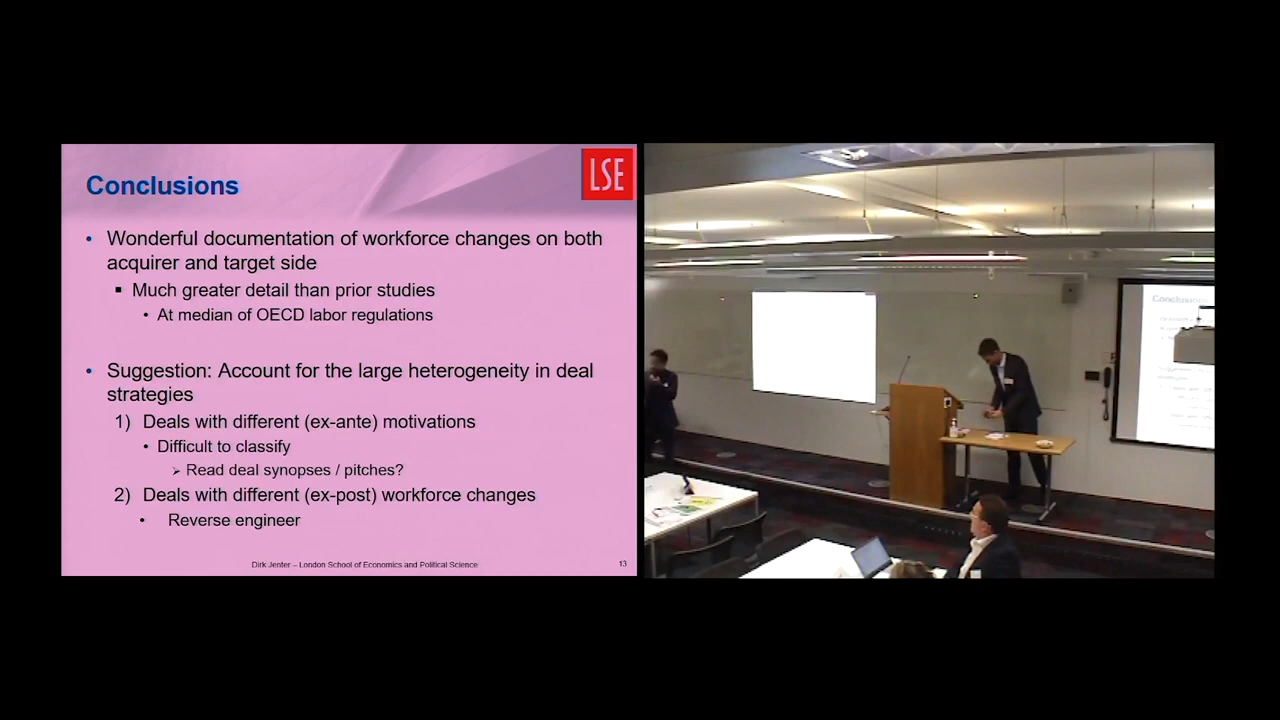 Conclusions
LSE
• Wonderful documentation of workforce changes on both
acquirer and target side
▪ Much greater detail than prior studies
• At median of OECD labor regulations
• Suggestion: Account for the large heterogeneity in deal
strategies
1) Deals with different (ex-ante) motivations
• Difficult to classify
➢ Read deal synopses / pitches?
2) Deals with different (ex-post) workforce changes
• Reverse engineer
Dirk Jenter – London School of Economics and Political Science
13
Conclusions